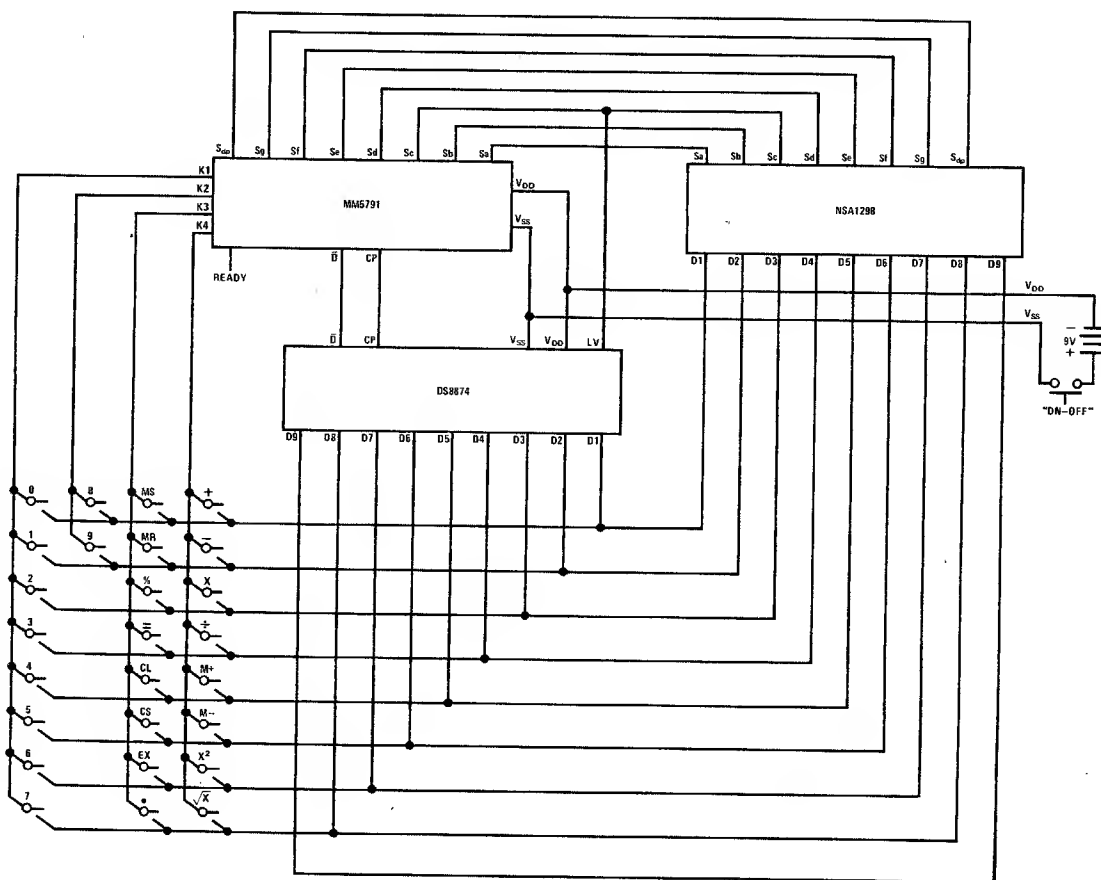 Sdp Sg Sf Se Sd Sc Sb Sa
Sa Sb Sc Sd Se Sf Sg Sdp
K1
K2
K3
K4
MM5791
VDD
VSS
NSA1298
READY
D̅ CP
D1 D2 D3 D4 D5 D6 D7 D8 D9
VDD
VSS
−
9V
+
"ON-OFF"
D̅ CP VSS VDD LV
DS8874
D9 D8 D7 D6 D5 D4 D3 D2 D1
0 8 MS +
1 9 MR −
2 % X
3 = ÷
4 CL M+
5 CS M−
6 EX X²
7 • √X